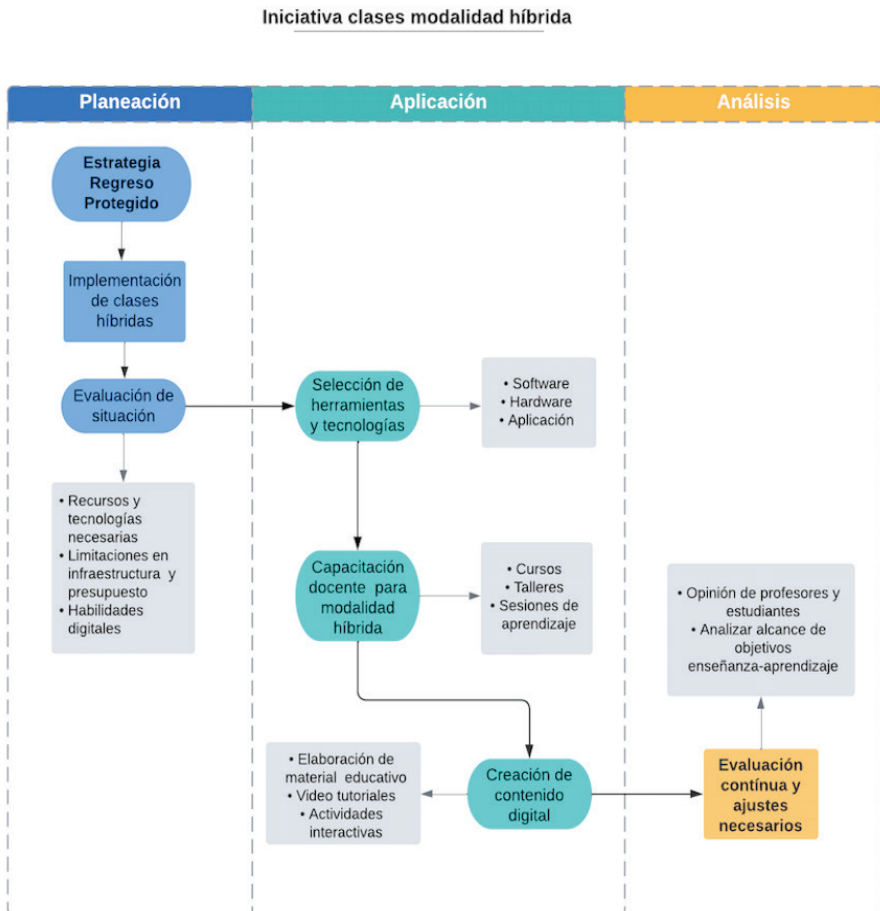 Iniciativa clases modalidad híbrida
Planeación
Aplicación
Análisis
Estrategia
Regreso
Protegido
Implementación
de clases
híbridas
Evaluación de
situación
• Recursos y
tecnologías
necesarias
• Limitaciones en
infraestructura y
presupuesto
• Habilidades
digitales
Selección de
herramientas
y tecnologías
• Software
• Hardware
• Aplicación
Capacitación
docente para
modalidad
híbrida
• Cursos
• Talleres
• Sesiones de
aprendizaje
Creación de
contenido
digital
• Elaboración de
material educativo
• Video tutoriales
• Actividades
interactivas
Evaluación
contínua y
ajustes
necesarios
• Opinión de profesores y
estudiantes
• Analizar alcance de
objetivos
enseñanza-aprendizaje